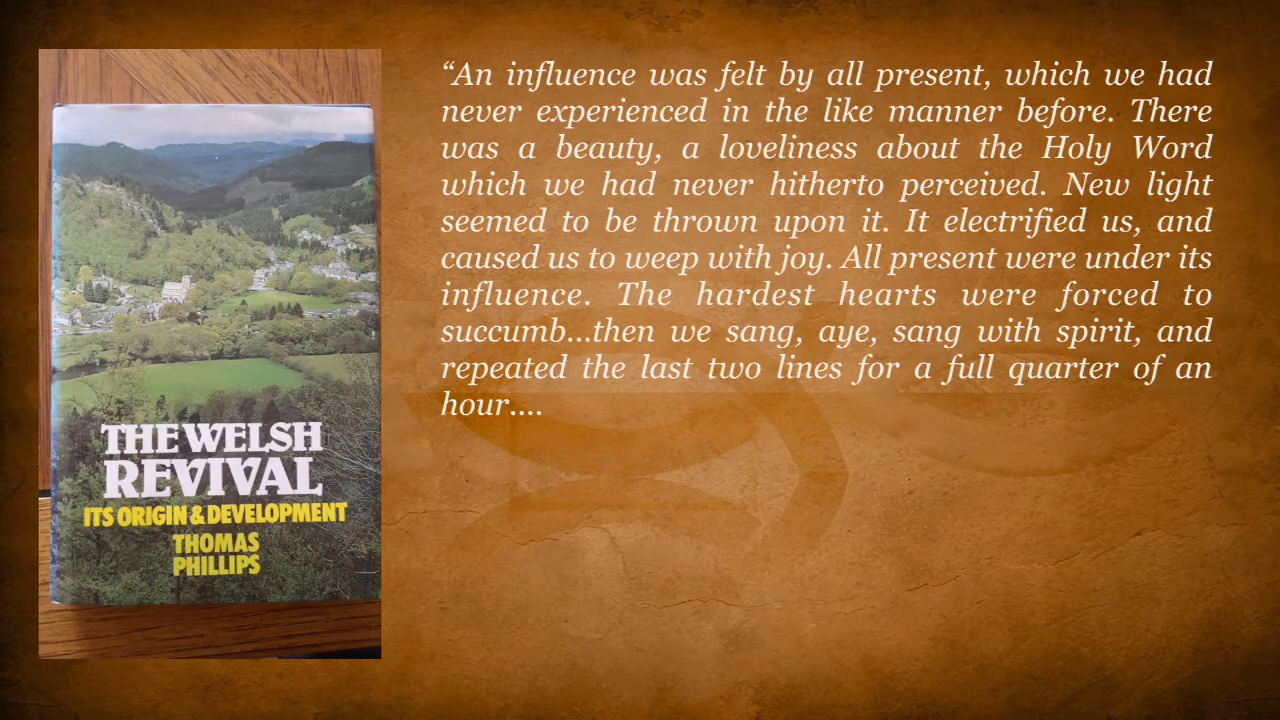 THE WELSH
REVIVAL
ITS ORIGIN & DEVELOPMENT
THOMAS
PHILLIPS
“An influence was felt by all present, which we had
never experienced in the like manner before. There
was a beauty, a loveliness about the Holy Word
which we had never hitherto perceived. New light
seemed to be thrown upon it. It electrified us, and
caused us to weep with joy. All present were under its
influence. The hardest hearts were forced to
succumb...then we sang, aye, sang with spirit, and
repeated the last two lines for a full quarter of an
hour....